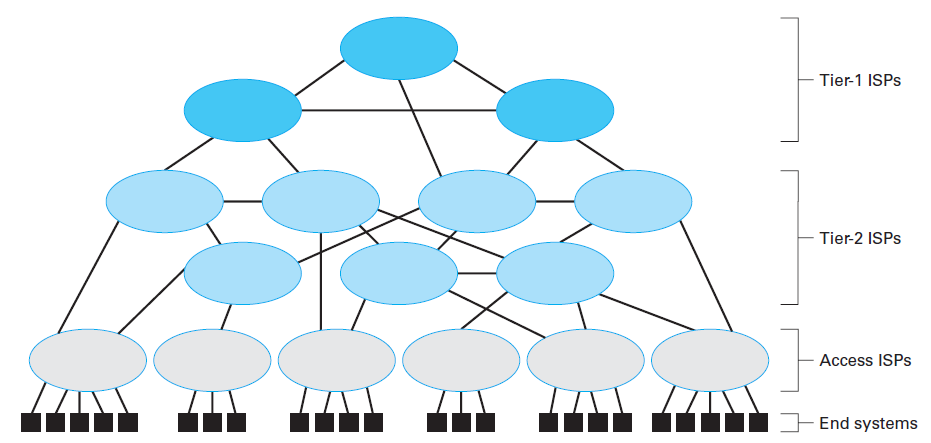 Tier-1 ISPs
Tier-2 ISPs
Access ISPs
End systems